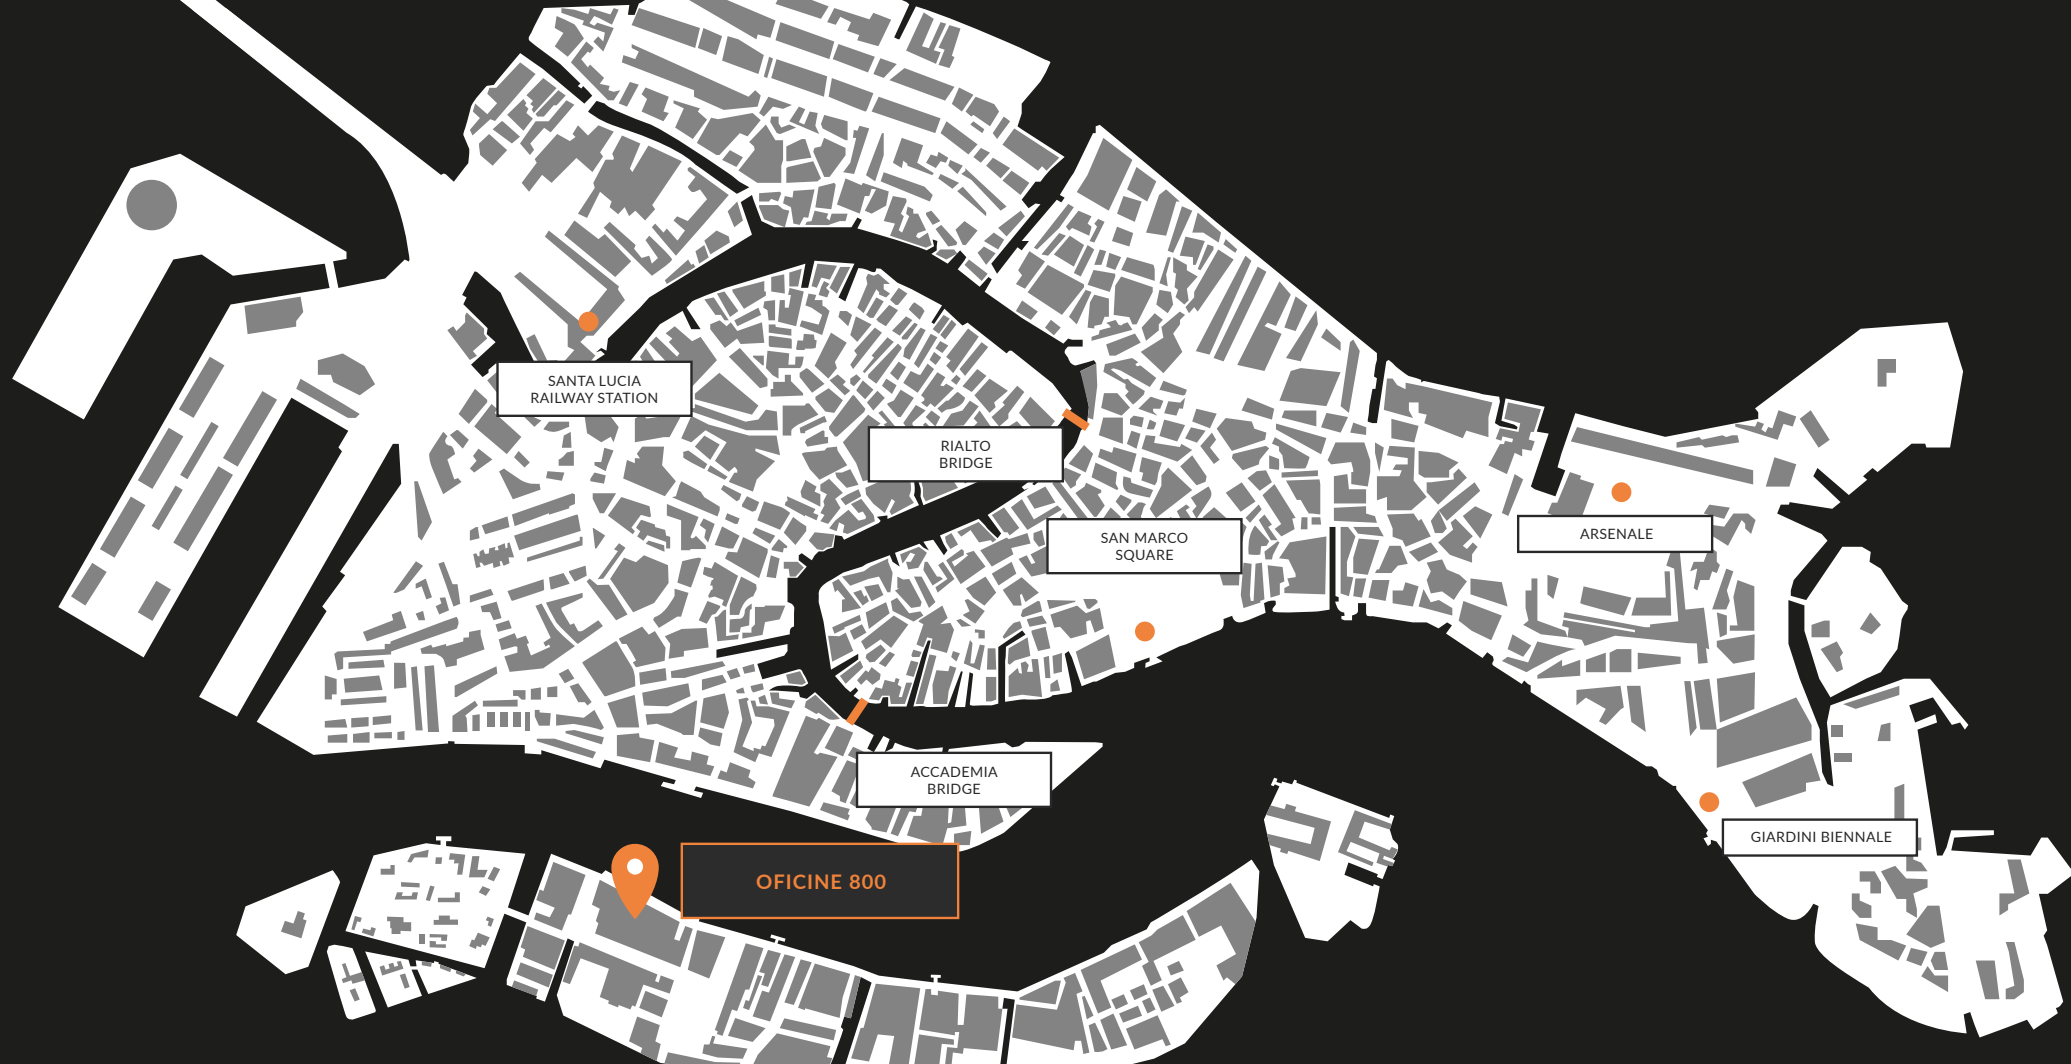 SANTA LUCIA
RAILWAY STATION
RIALTO
BRIDGE
SAN MARCO
SQUARE
ARSENALE
ACCADEMIA
BRIDGE
GIARDINI BIENNALE
OFICINE 800